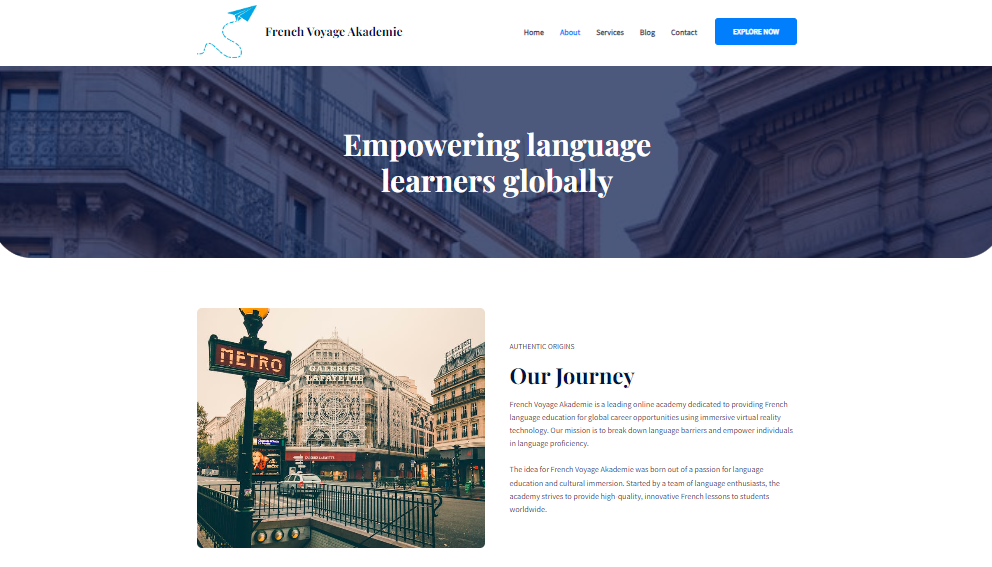 French Voyage Akademie
Home About Services Blog Contact EXPLORE NOW
Empowering language
learners globally
METRO
GALERIES
LAFAYETTE
AUTHENTIC ORIGINS
Our Journey
French Voyage Akademie is a leading online academy dedicated to providing French
language education for global career opportunities using immersive virtual reality
technology. Our mission is to break down language barriers and empower individuals
in language proficiency.
The idea for French Voyage Akademie was born out of a passion for language
education and cultural immersion. Started by a team of language enthusiasts, the
academy strives to provide high-quality, innovative French lessons to students
worldwide.